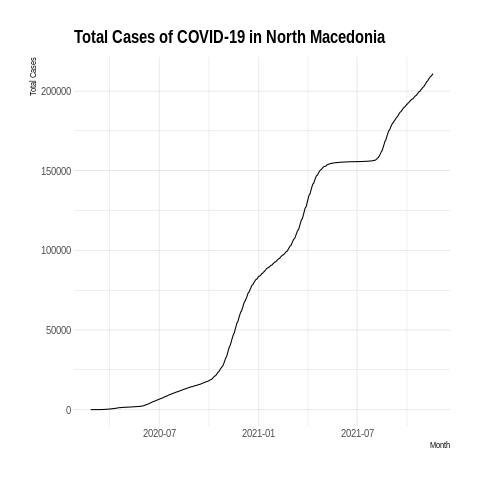 Total Cases of COVID-19 in North Macedonia
Total Cases
200000
150000
100000
50000
0
2020-07 2021-01 2021-07
Month